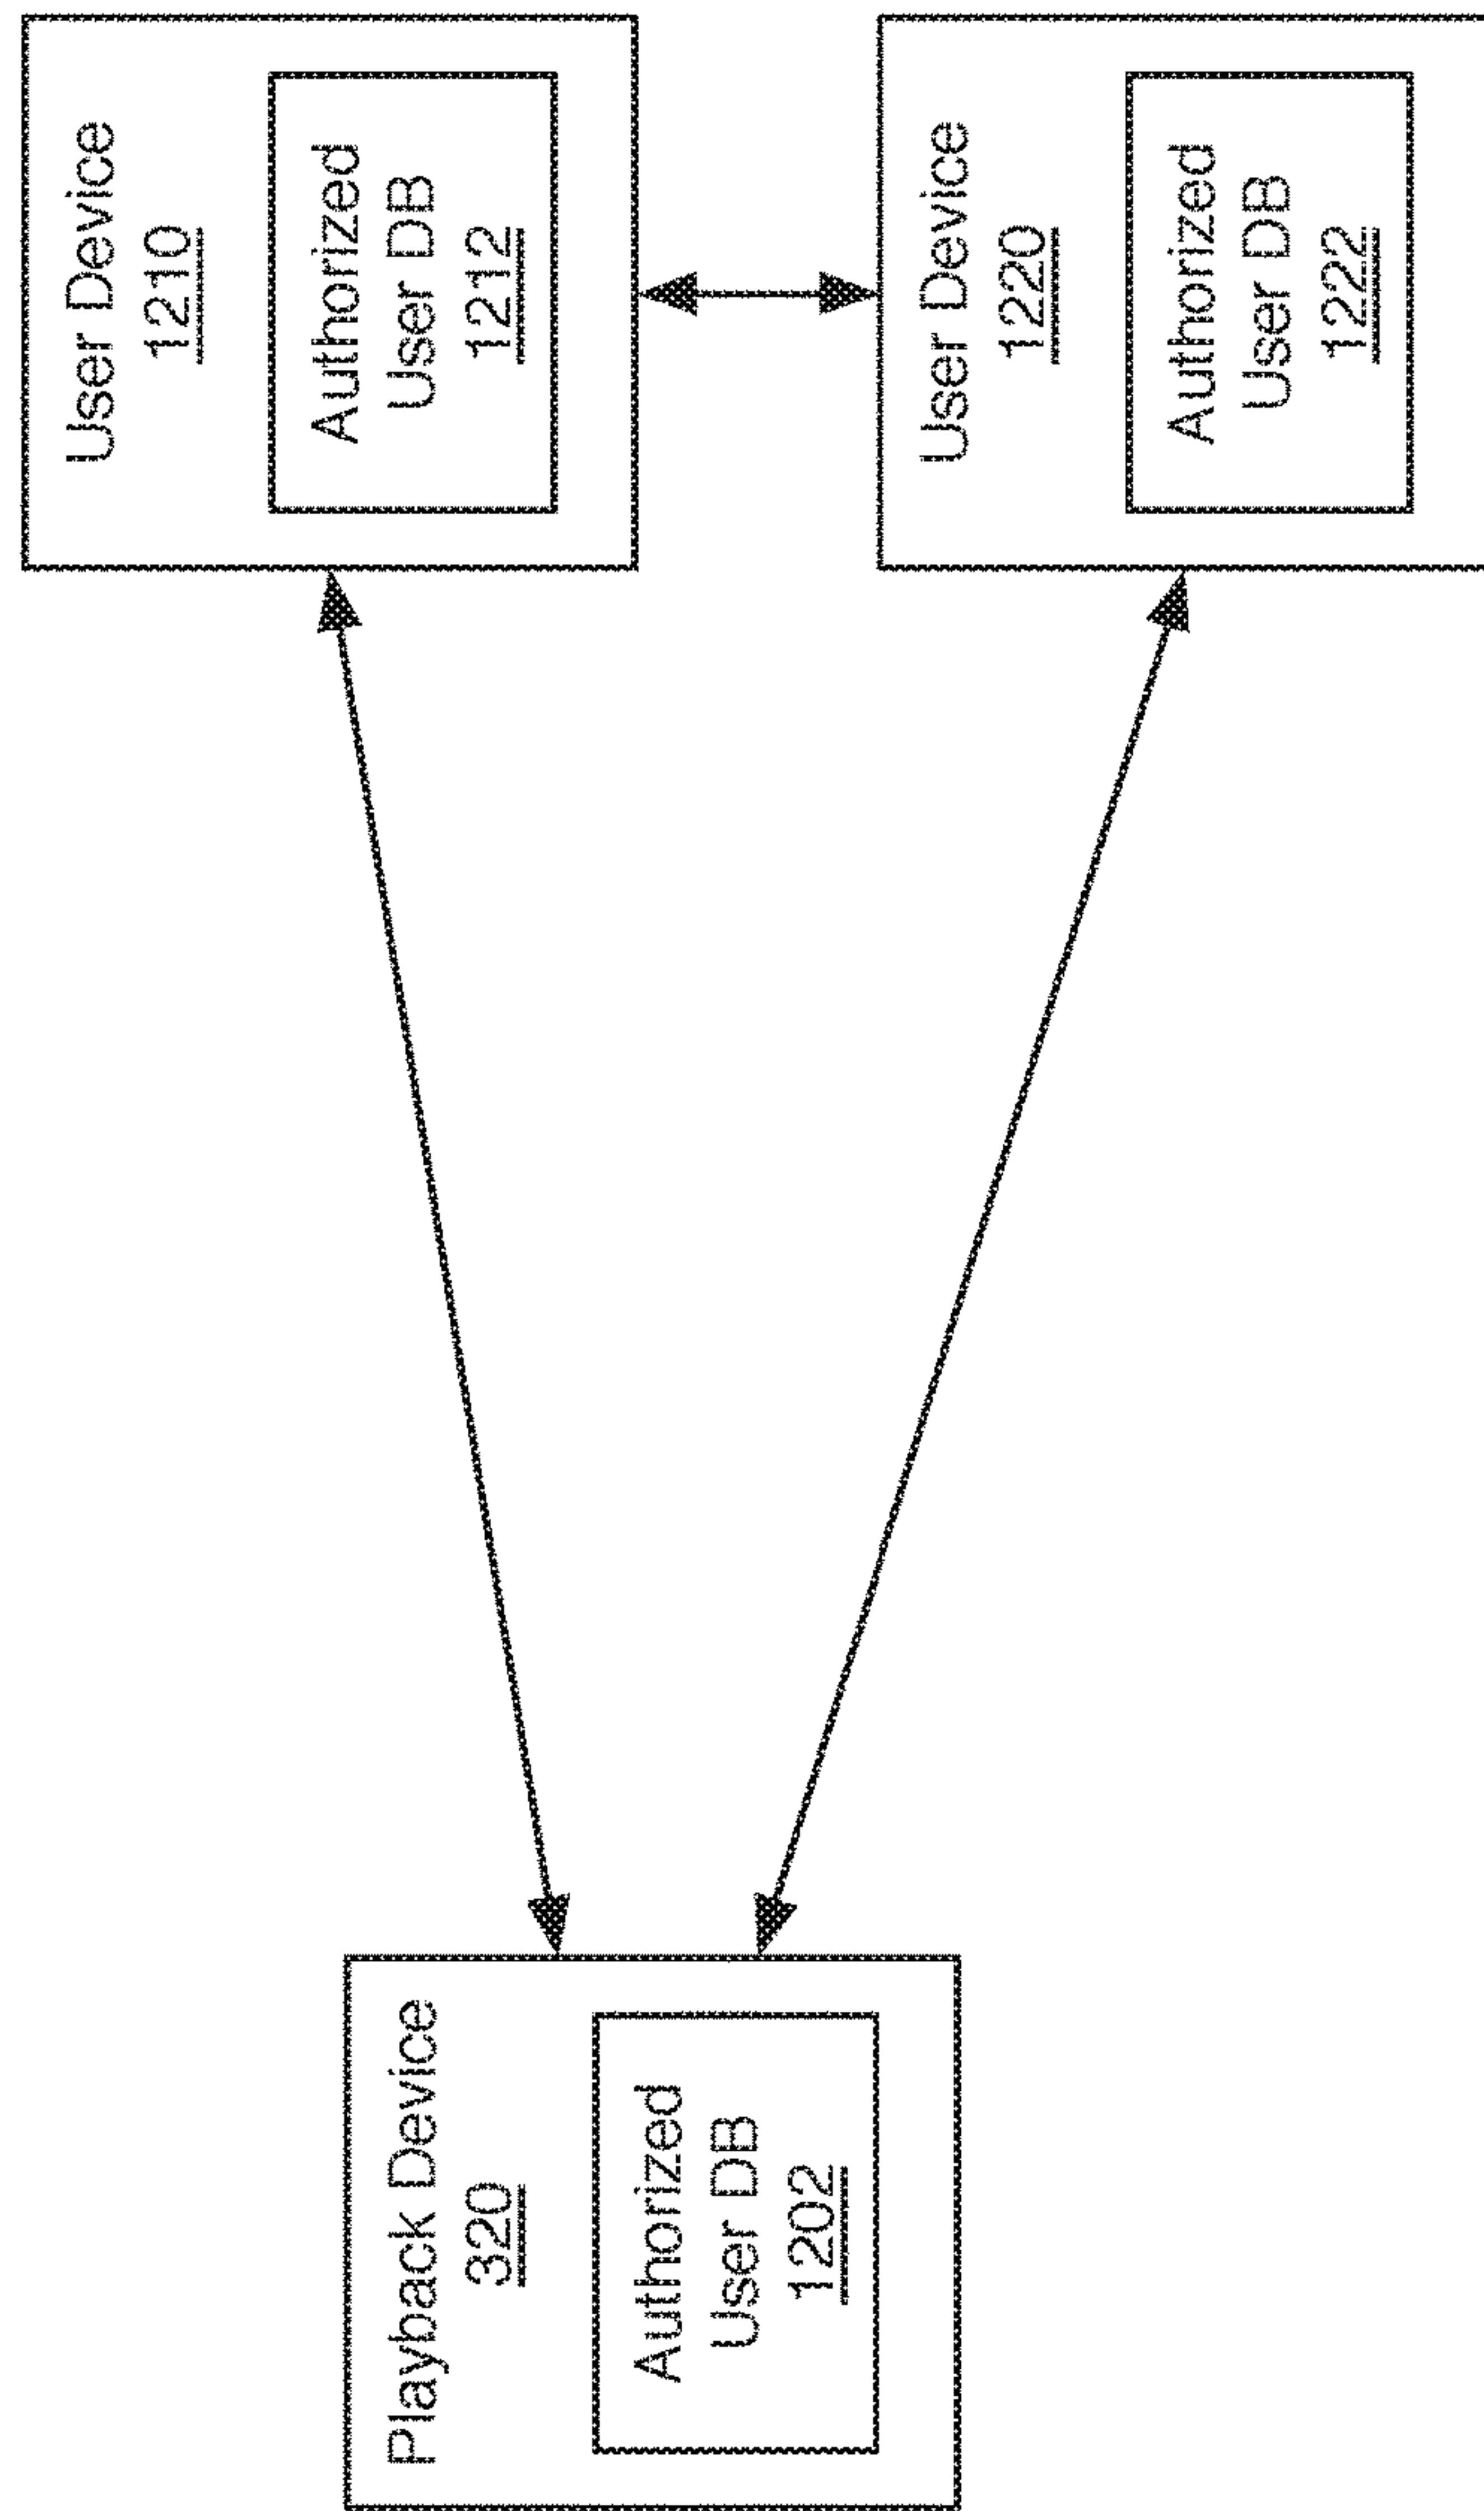 Playback Device
320
Authorized
User DB
1202
User Device
1210
Authorized
User DB
1212
User Device
1220
Authorized
User DB
1222